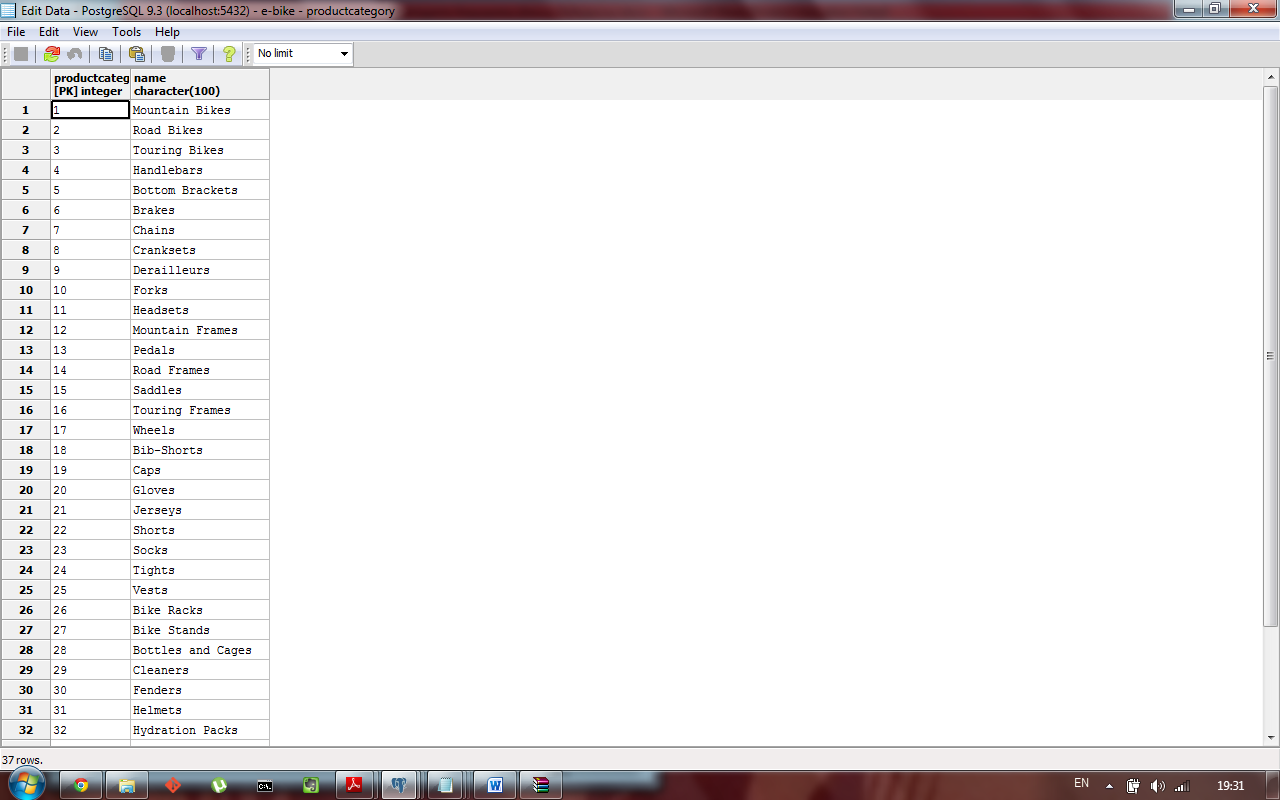 Edit Data - PostgreSQL 9.3 (localhost:5432) - e-bike - productcategory
File Edit View Tools Help
No limit
productcateg name
[PK] integer character(100)
1 1 Mountain Bikes
2 2 Road Bikes
3 3 Touring Bikes
4 4 Handlebars
5 5 Bottom Brackets
6 6 Brakes
7 7 Chains
8 8 Cranksets
9 9 Derailleurs
10 10 Forks
11 11 Headsets
12 12 Mountain Frames
13 13 Pedals
14 14 Road Frames
15 15 Saddles
16 16 Touring Frames
17 17 Wheels
18 18 Bib-Shorts
19 19 Caps
20 20 Gloves
21 21 Jerseys
22 22 Shorts
23 23 Socks
24 24 Tights
25 25 Vests
26 26 Bike Racks
27 27 Bike Stands
28 28 Bottles and Cages
29 29 Cleaners
30 30 Fenders
31 31 Helmets
32 32 Hydration Packs
37 rows.
EN 19:31